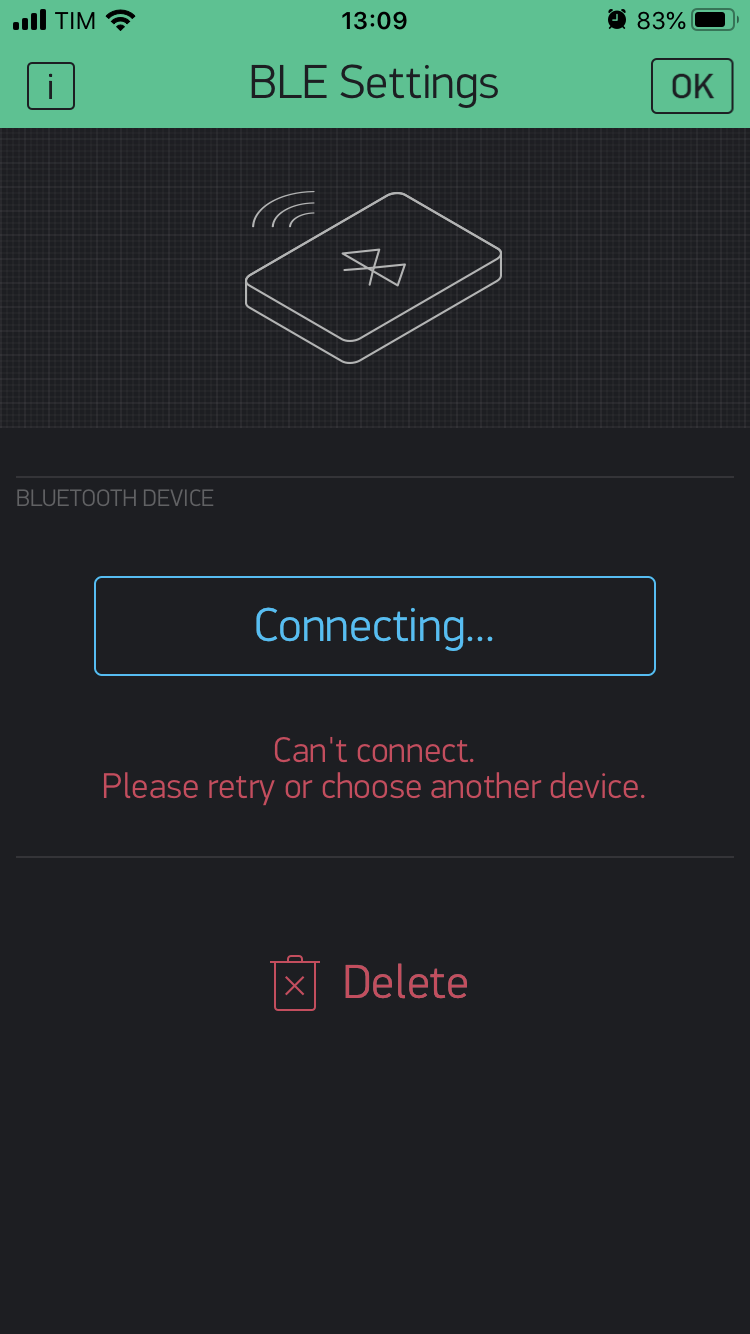 TIM 13:09 83%
i BLE Settings OK
BLUETOOTH DEVICE
Connecting...
Can't connect.
Please retry or choose another device.
Delete